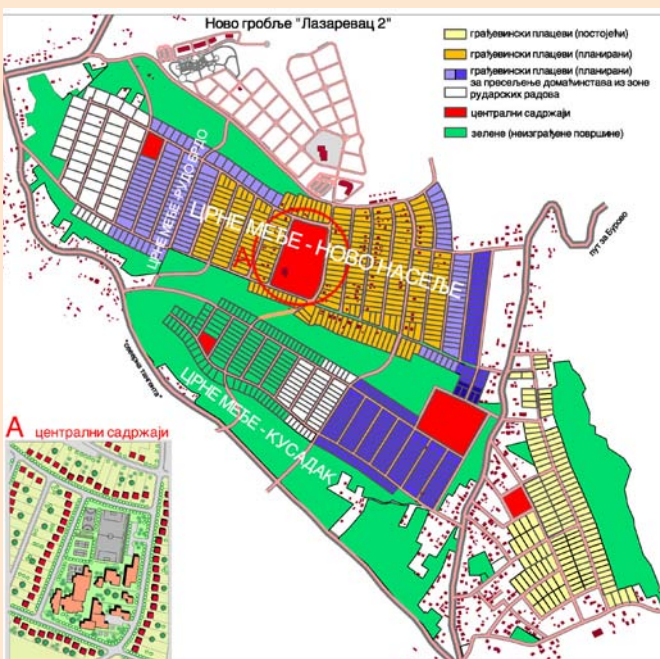 Ново гробље "Лазаревац 2"
грађевински плацеви (постојећи)
грађевински плацеви (планирани)
грађевински плацеви (планирани)
за пресељење домаћинстава из зоне
рударских радова
централни садржаји
зелене (неизграђене површине)
ЦРНЕ МЕЂЕ-РУДО БРДО
ЦРНЕ МЕЂЕ - НОВО НАСЕЉЕ
А
пут за Бурово
"северна тангента"
ЦРНЕ МЕЂЕ - КУСАДАК
А централни садржаји